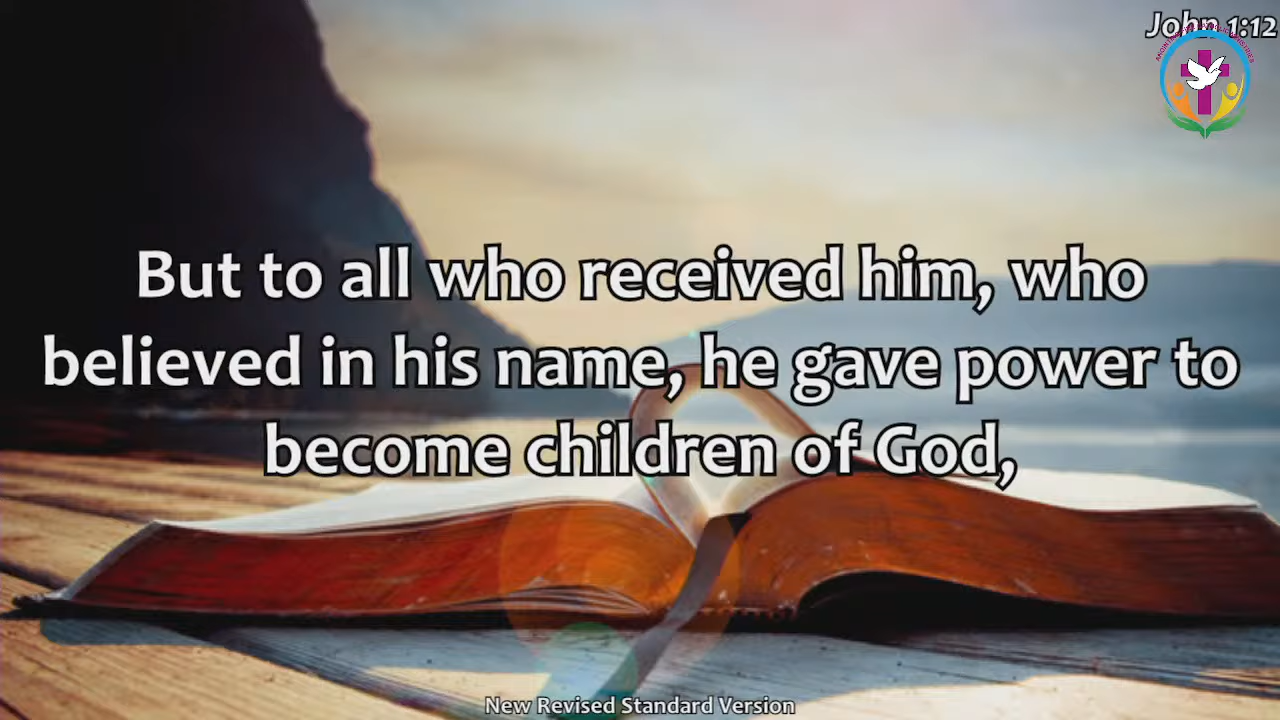 John 1:12
But to all who received him, who
believed in his name, he gave power to
become children of God,
New Revised Standard Version